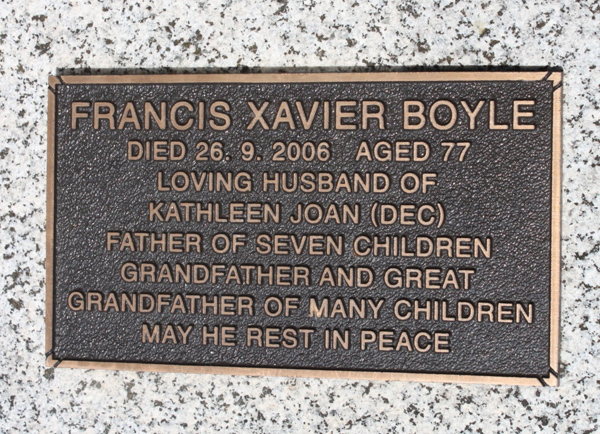 FRANCIS XAVIER BOYLE
DIED 26. 9. 2006 AGED 77
LOVING HUSBAND OF
KATHLEEN JOAN (DEC)
FATHER OF SEVEN CHILDREN
GRANDFATHER AND GREAT
GRANDFATHER OF MANY CHILDREN
MAY HE REST IN PEACE